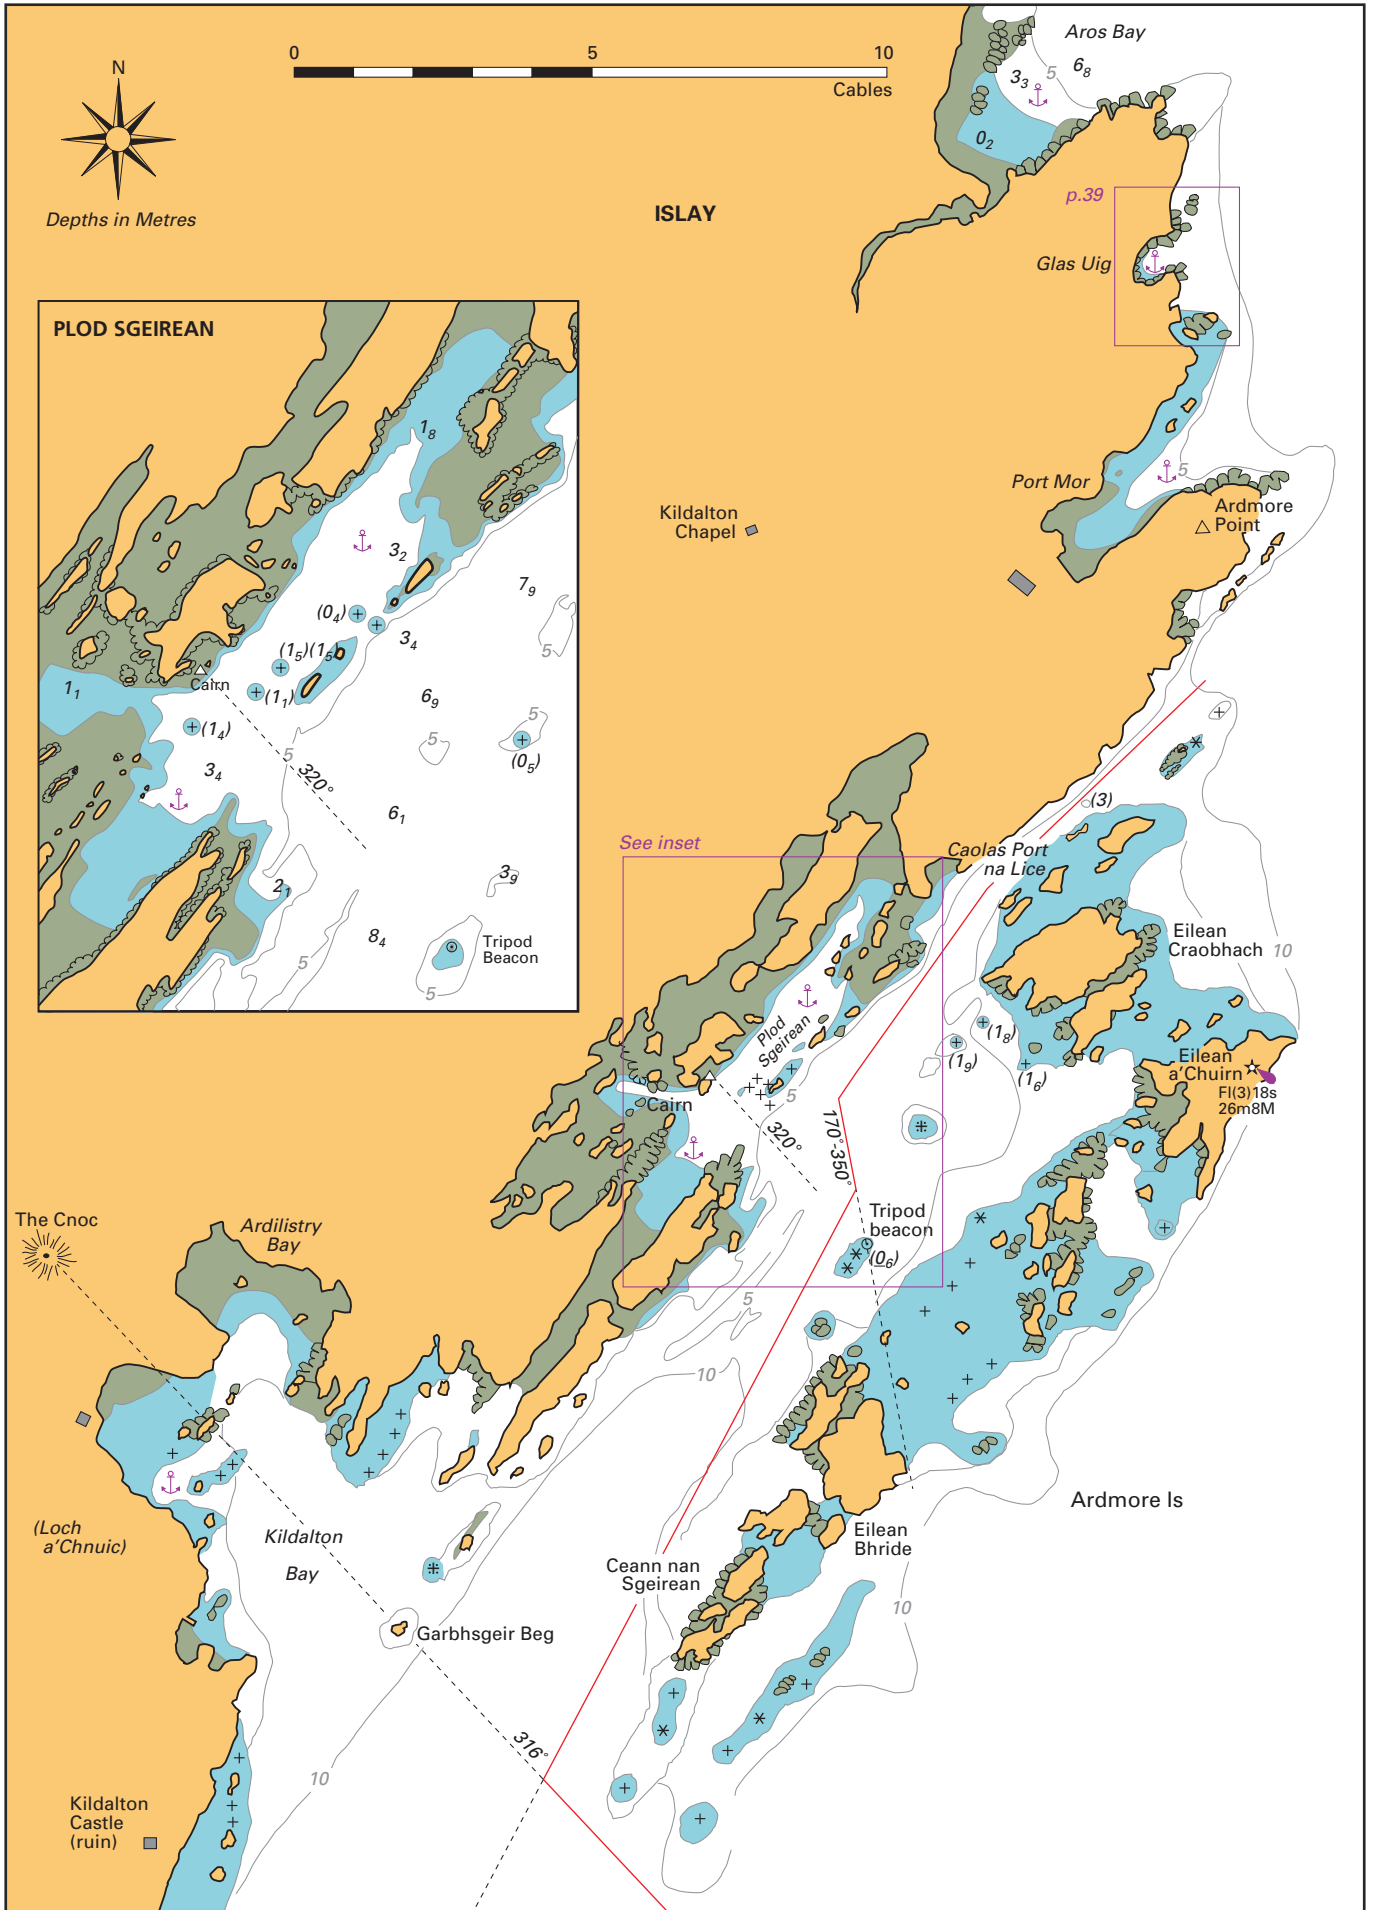 0 5 10
Cables
N
Depths in Metres
Aros Bay
3₃ 5 6₈
0₂
ISLAY
p.39
Glas Uig
PLOD SGEIREAN
1₈
3₂
7₉
(0₄)
3₄
(1₅)(1₅)
5
1₁
Cairn
(1₁)
6₉
(1₄)
5
5
5
(0₅)
3₄
320°
6₁
2₁
3₉
8₄
5
Tripod
Beacon
5
Port Mor
5
Ardmore
Point
Kildalton
Chapel
(3)
See inset
Caolas Port
na Lice
Eilean
Craobhach
10
Plod
Sgeirean
(1₈)
(1₉)
(1₆)
Eilean
a'Chuirn
Fl(3)18s
26m8M
Cairn
5
320°
170°-350°
Tripod
beacon
(0₆)
The Cnoc
Ardilistry
Bay
5
10
Ardmore Is
(Loch
a'Chnuic)
Kildalton
Bay
Eilean
Bhride
Ceann nan
Sgeirean
10
Garbhsgeir Beg
316°
10
Kildalton
Castle
(ruin)